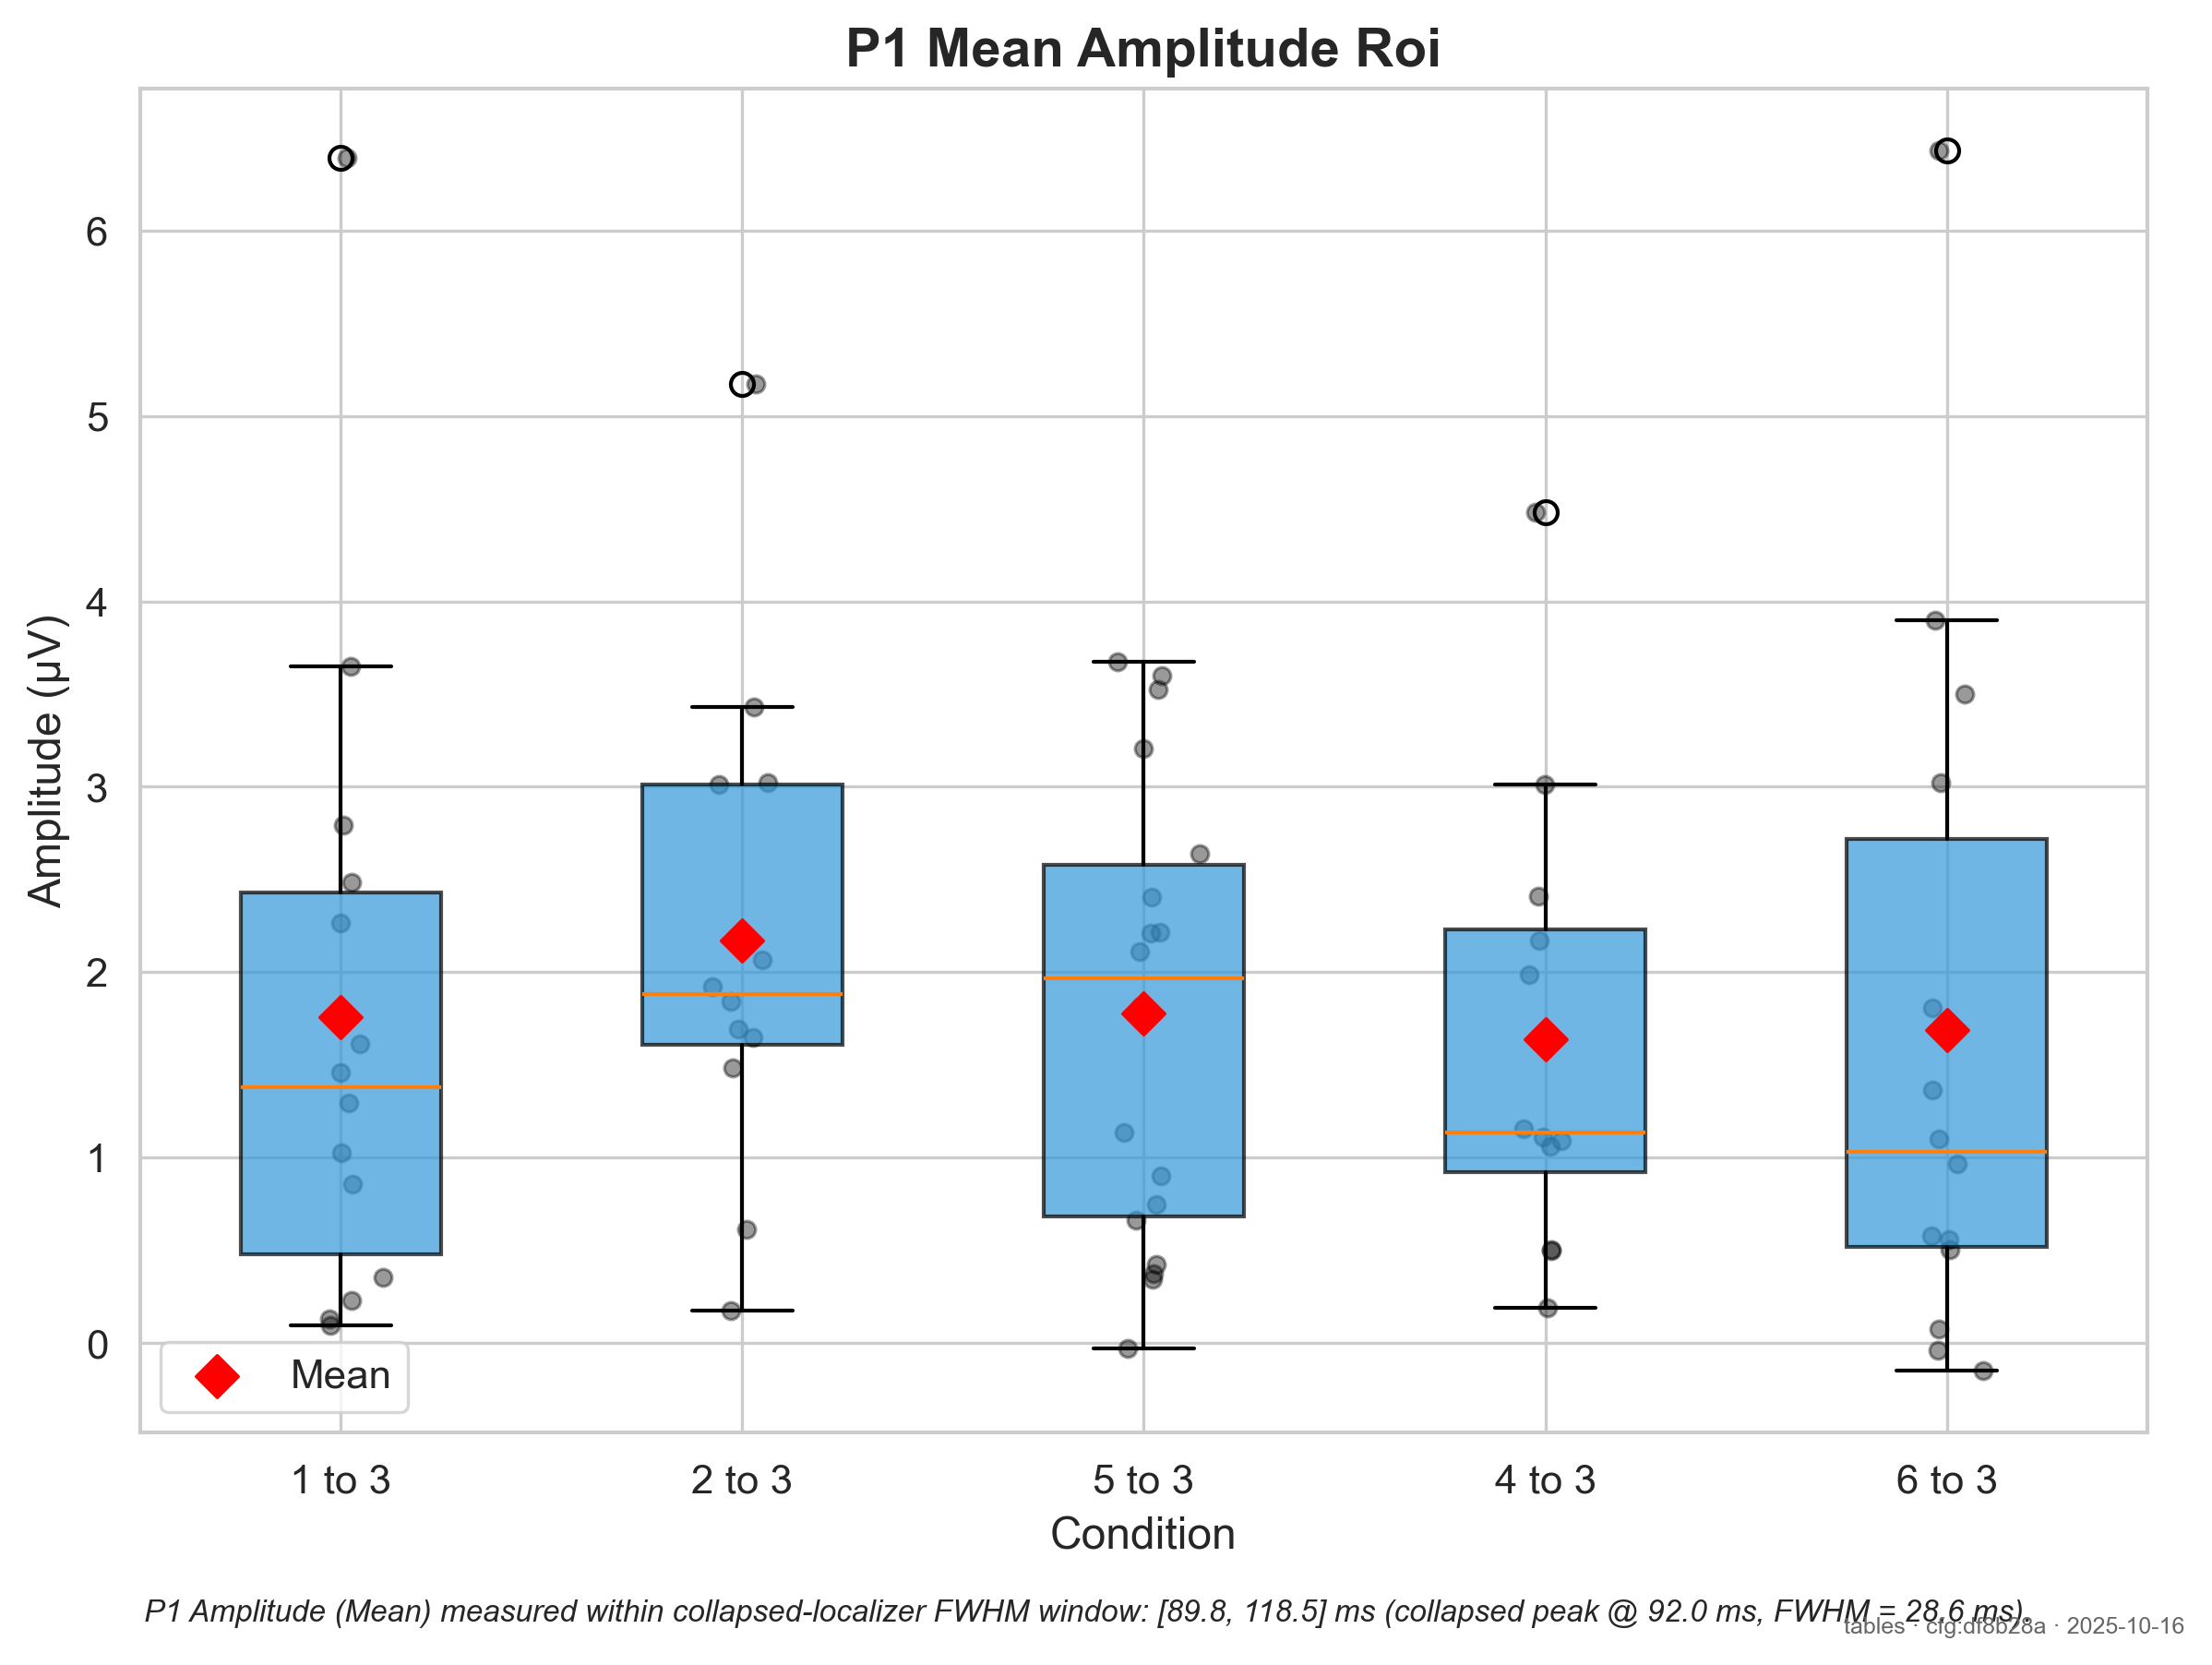 P1 Mean Amplitude Roi
Amplitude (µV)
6
5
4
3
2
1
0
Mean
1 to 3
2 to 3
5 to 3
4 to 3
6 to 3
Condition
P1 Amplitude (Mean) measured within collapsed-localizer FWHM window: [89.8, 118.5] ms (collapsed peak @ 92.0 ms, FWHM = 28.6 ms).
tables · cfg:df8b28a · 2025-10-16